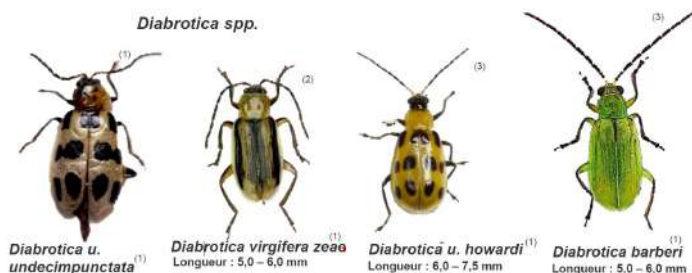 Diabrotica spp.
(1)
(2)
(3)
(3)
Diabrotica u. (1)
undecimpunctata
Diabrotica virgifera zeae (1)
Longueur : 5,0 – 6,0 mm
Diabrotica u. howardi (1)
Longueur : 6,0 – 7,5 mm
Diabrotica barberi (1)
Longueur : 5.0 – 6.0 mm